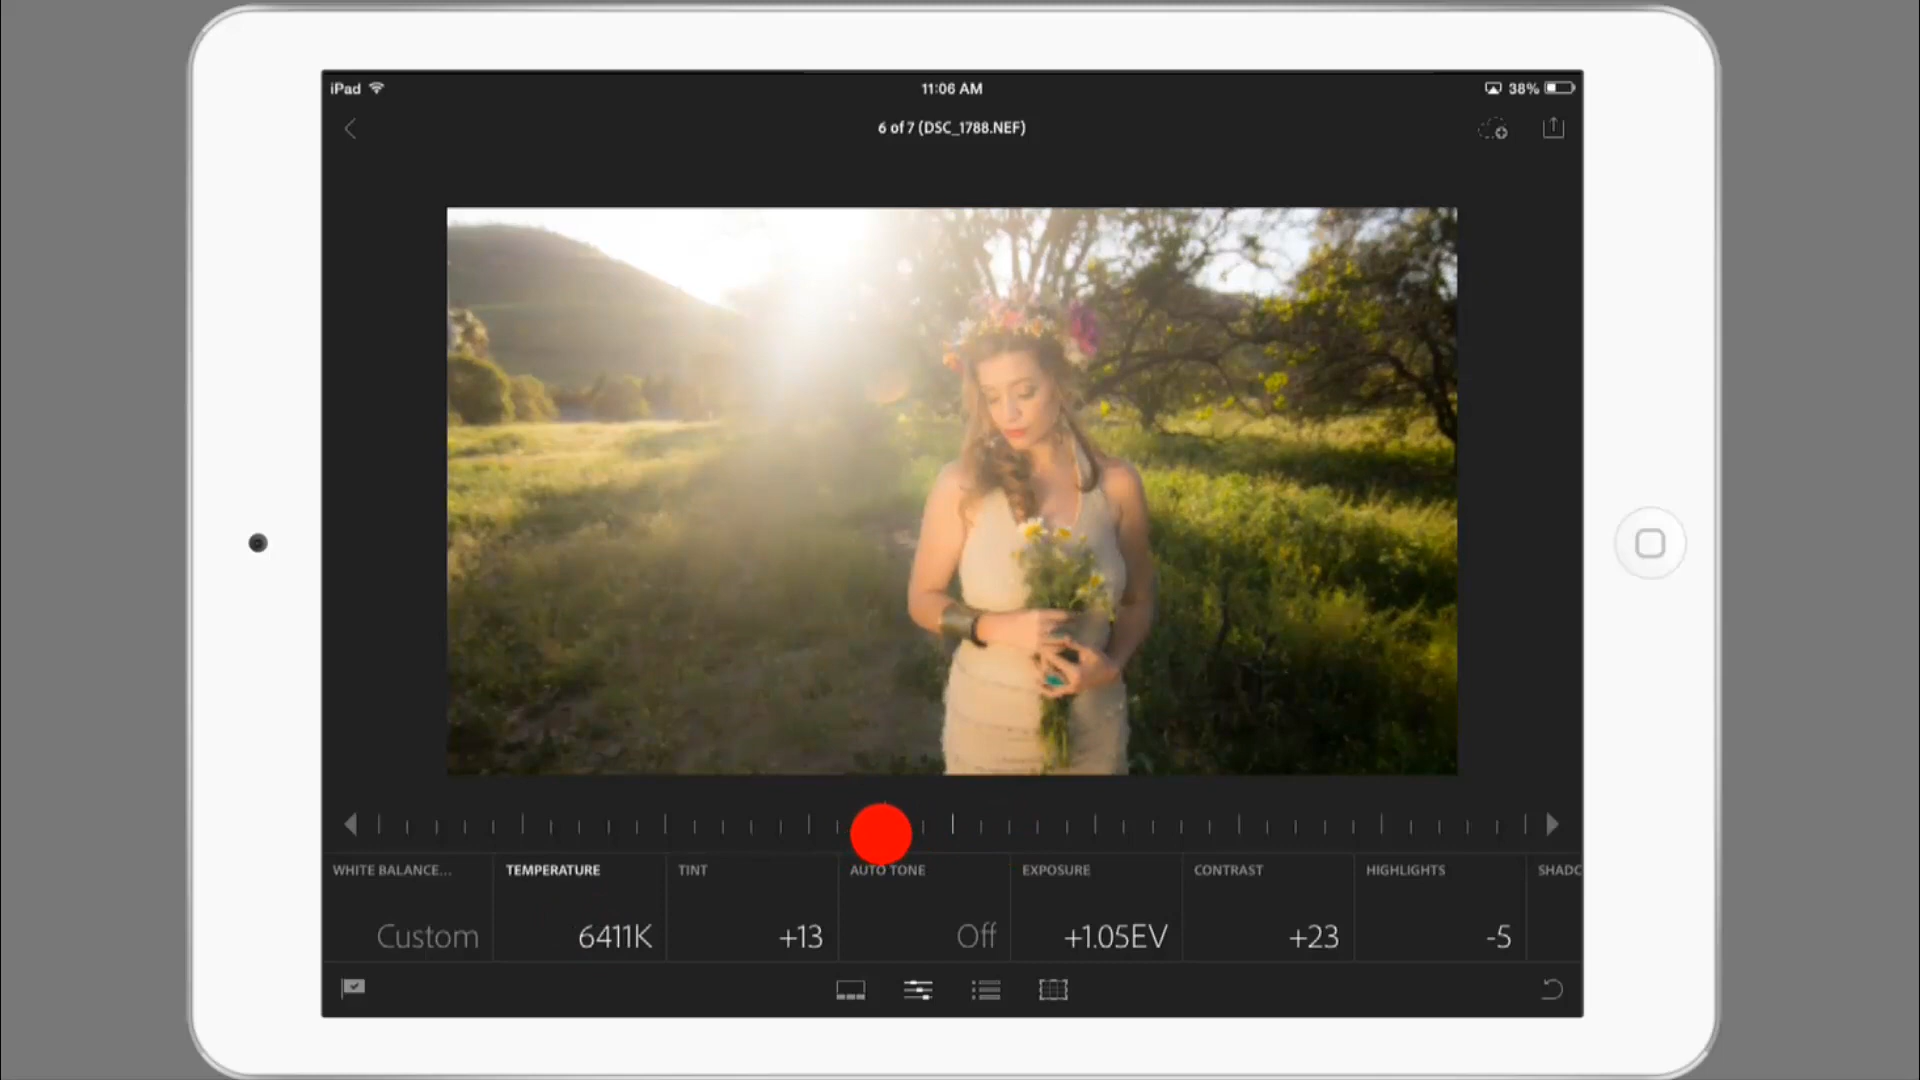 iPad 11:06 AM 38%
6 of 7 (DSC_1788.NEF)
WHITE BALANCE... TEMPERATURE TINT AUTO TONE EXPOSURE CONTRAST HIGHLIGHTS SHADC
Custom 6411K +13 Off +1.05EV +23 -5